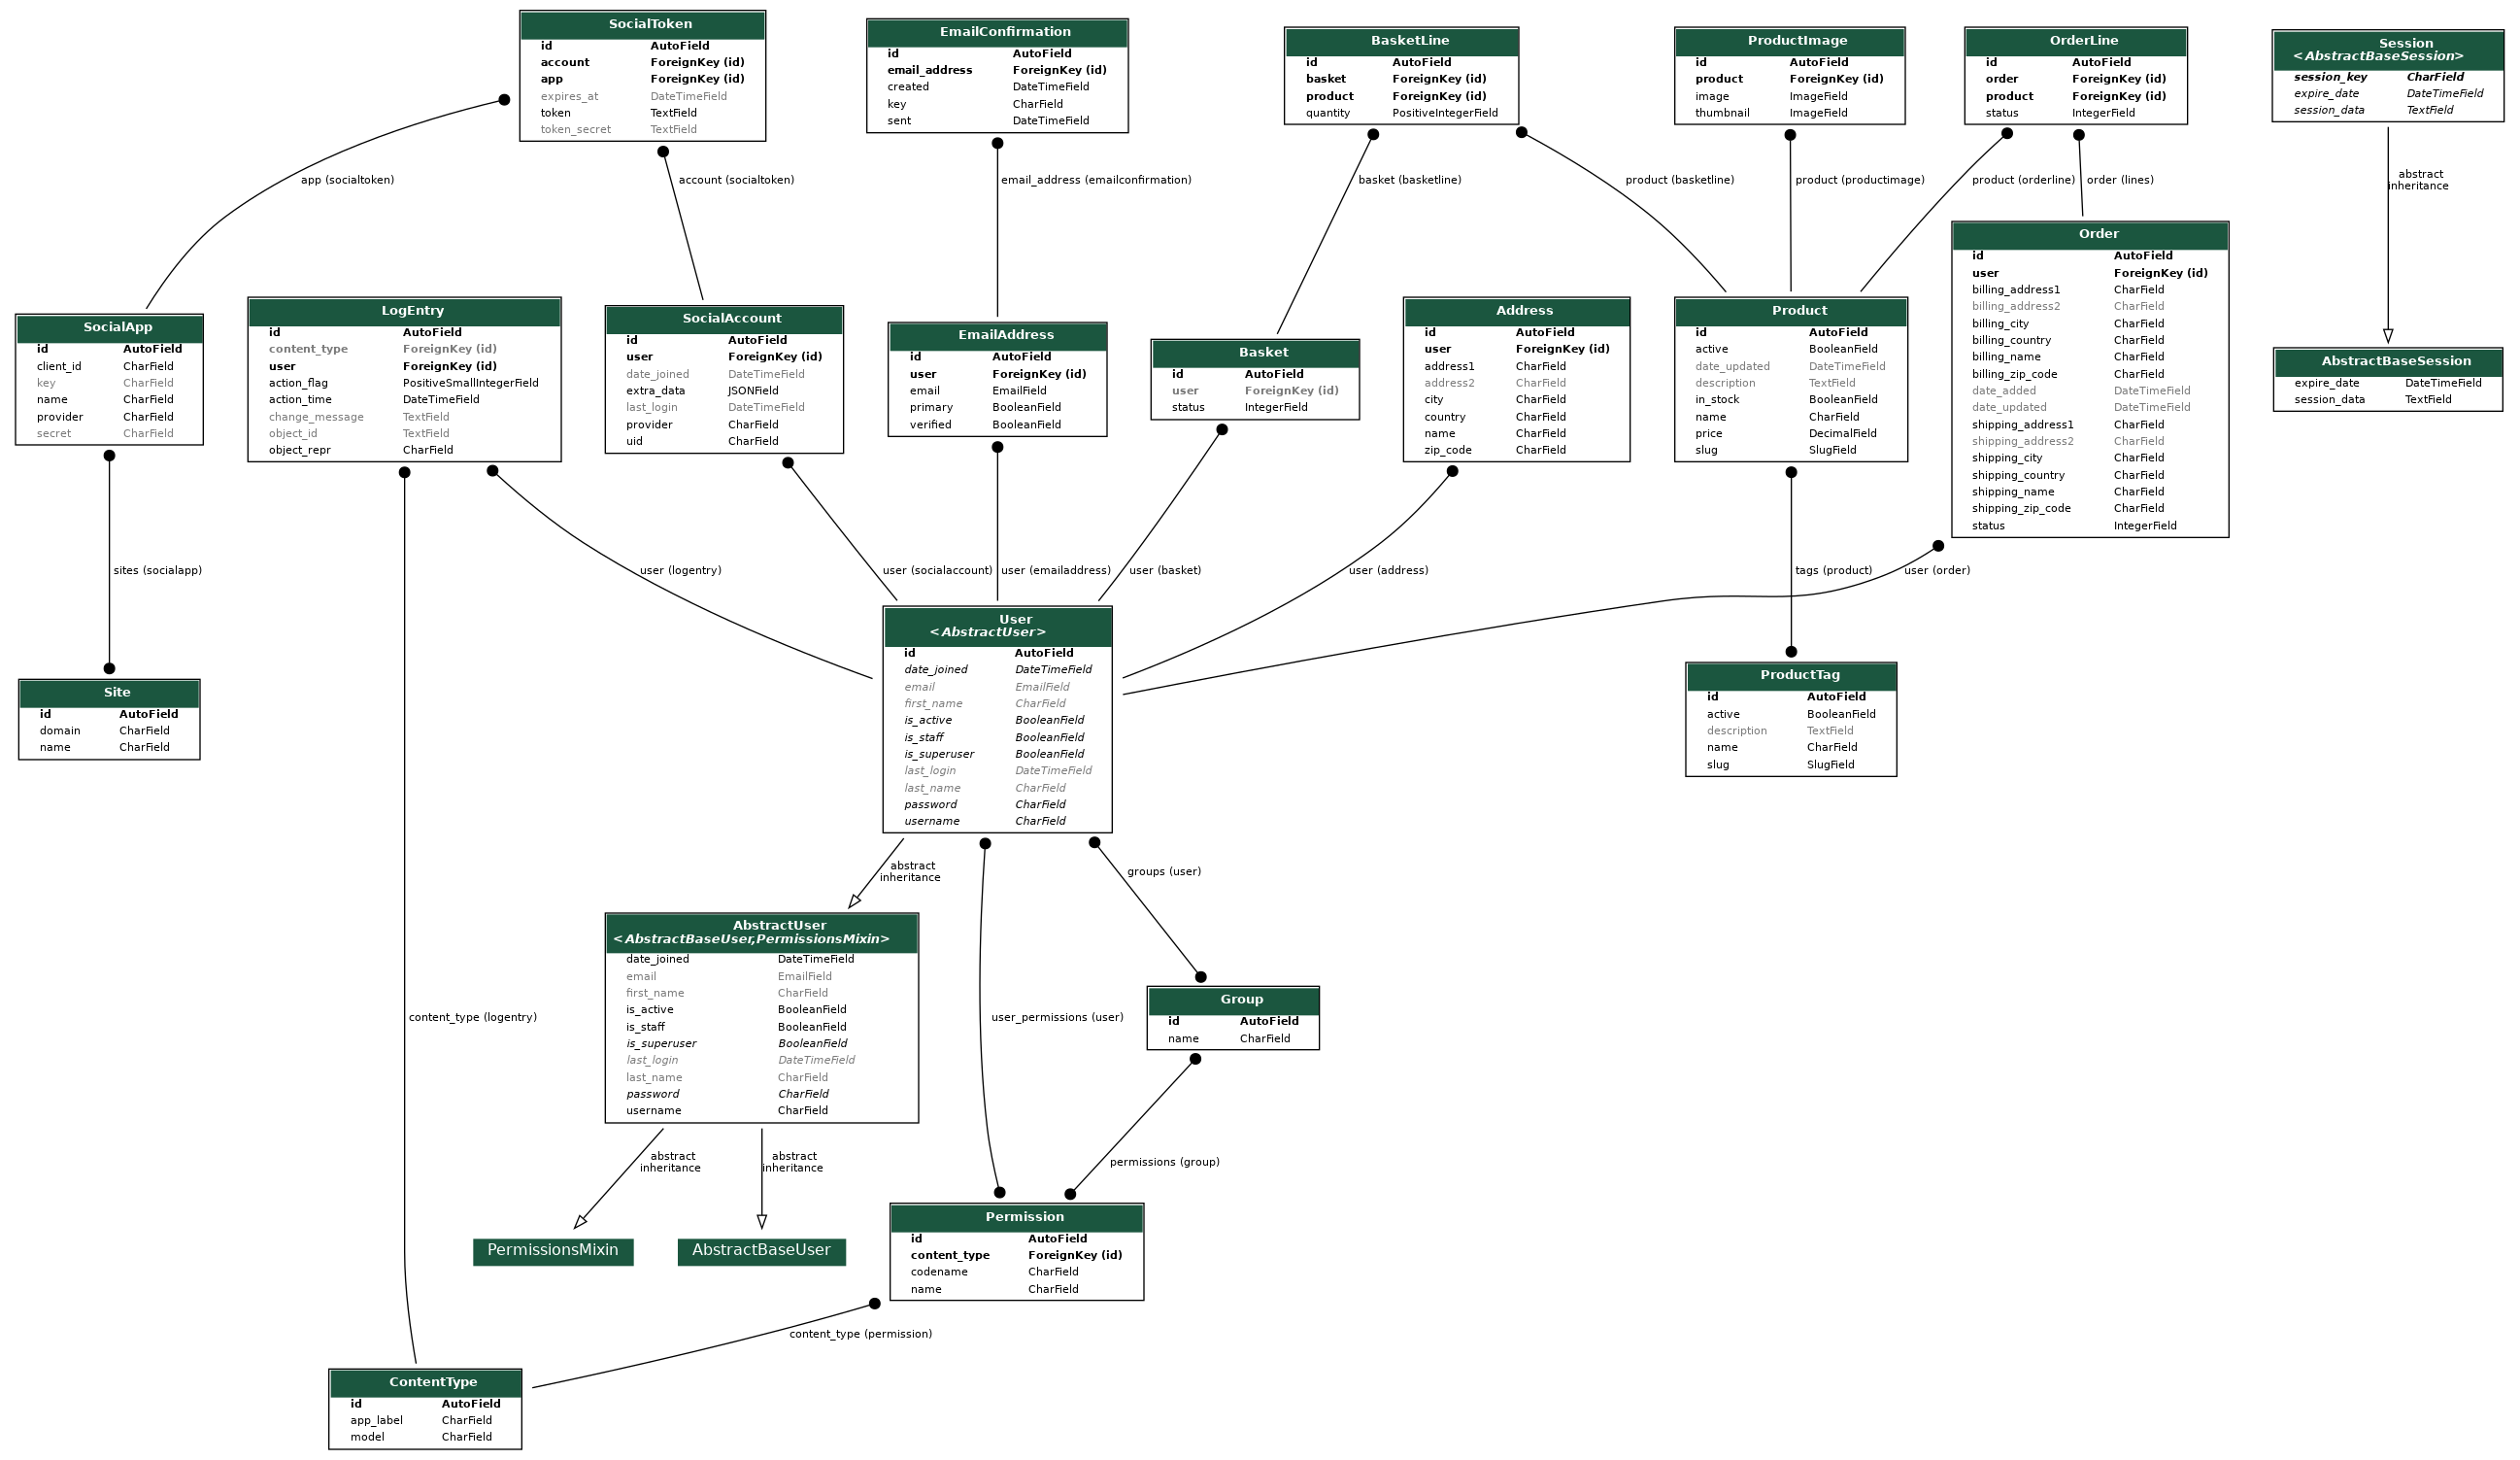 SocialToken
id AutoField
account ForeignKey (id)
app ForeignKey (id)
expires_at DateTimeField
token TextField
token_secret TextField
EmailConfirmation
id AutoField
email_address ForeignKey (id)
created DateTimeField
key CharField
sent DateTimeField
BasketLine
id AutoField
basket ForeignKey (id)
product ForeignKey (id)
quantity PositiveIntegerField
ProductImage
id AutoField
product ForeignKey (id)
image ImageField
thumbnail ImageField
OrderLine
id AutoField
order ForeignKey (id)
product ForeignKey (id)
status IntegerField
Session
<AbstractBaseSession>
session_key CharField
expire_date DateTimeField
session_data TextField
app (socialtoken)
account (socialtoken)
email_address (emailconfirmation)
basket (basketline)
product (basketline)
product (productimage)
product (orderline)
order (lines)
abstract
inheritance
SocialApp
id AutoField
client_id CharField
key CharField
name CharField
provider CharField
secret CharField
LogEntry
id AutoField
content_type ForeignKey (id)
user ForeignKey (id)
action_flag PositiveSmallIntegerField
action_time DateTimeField
change_message TextField
object_id TextField
object_repr CharField
SocialAccount
id AutoField
user ForeignKey (id)
date_joined DateTimeField
extra_data JSONField
last_login DateTimeField
provider CharField
uid CharField
EmailAddress
id AutoField
user ForeignKey (id)
email EmailField
primary BooleanField
verified BooleanField
Basket
id AutoField
user ForeignKey (id)
status IntegerField
Address
id AutoField
user ForeignKey (id)
address1 CharField
address2 CharField
city CharField
country CharField
name CharField
zip_code CharField
Product
id AutoField
active BooleanField
date_updated DateTimeField
description TextField
in_stock BooleanField
name CharField
price DecimalField
slug SlugField
Order
id AutoField
user ForeignKey (id)
billing_address1 CharField
billing_address2 CharField
billing_city CharField
billing_country CharField
billing_name CharField
billing_zip_code CharField
date_added DateTimeField
date_updated DateTimeField
shipping_address1 CharField
shipping_address2 CharField
shipping_city CharField
shipping_country CharField
shipping_name CharField
shipping_zip_code CharField
status IntegerField
AbstractBaseSession
expire_date DateTimeField
session_data TextField
sites (socialapp)
user (logentry)
user (socialaccount)
user (emailaddress)
user (basket)
user (address)
tags (product)
user (order)
Site
id AutoField
domain CharField
name CharField
User
<AbstractUser>
id AutoField
date_joined DateTimeField
email EmailField
first_name CharField
is_active BooleanField
is_staff BooleanField
is_superuser BooleanField
last_login DateTimeField
last_name CharField
password CharField
username CharField
ProductTag
id AutoField
active BooleanField
description TextField
name CharField
slug SlugField
abstract
inheritance
groups (user)
AbstractUser
<AbstractBaseUser,PermissionsMixin>
date_joined DateTimeField
email EmailField
first_name CharField
is_active BooleanField
is_staff BooleanField
is_superuser BooleanField
last_login DateTimeField
last_name CharField
password CharField
username CharField
content_type (logentry)
user_permissions (user)
Group
id AutoField
name CharField
abstract
inheritance
abstract
inheritance
permissions (group)
PermissionsMixin
AbstractBaseUser
Permission
id AutoField
content_type ForeignKey (id)
codename CharField
name CharField
content_type (permission)
ContentType
id AutoField
app_label CharField
model CharField